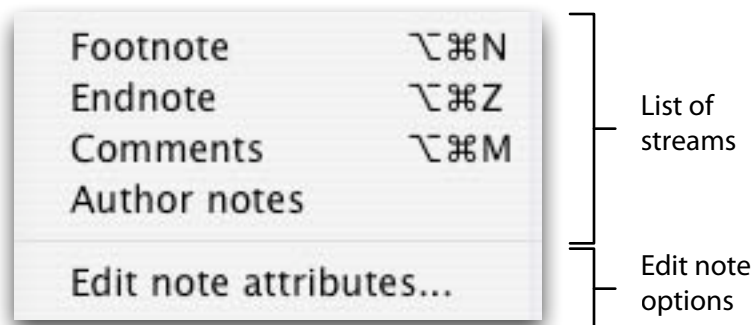 Footnote ⌥⌘N
Endnote ⌥⌘Z
Comments ⌥⌘M
Author notes
Edit note attributes...
List of
streams
Edit note
options